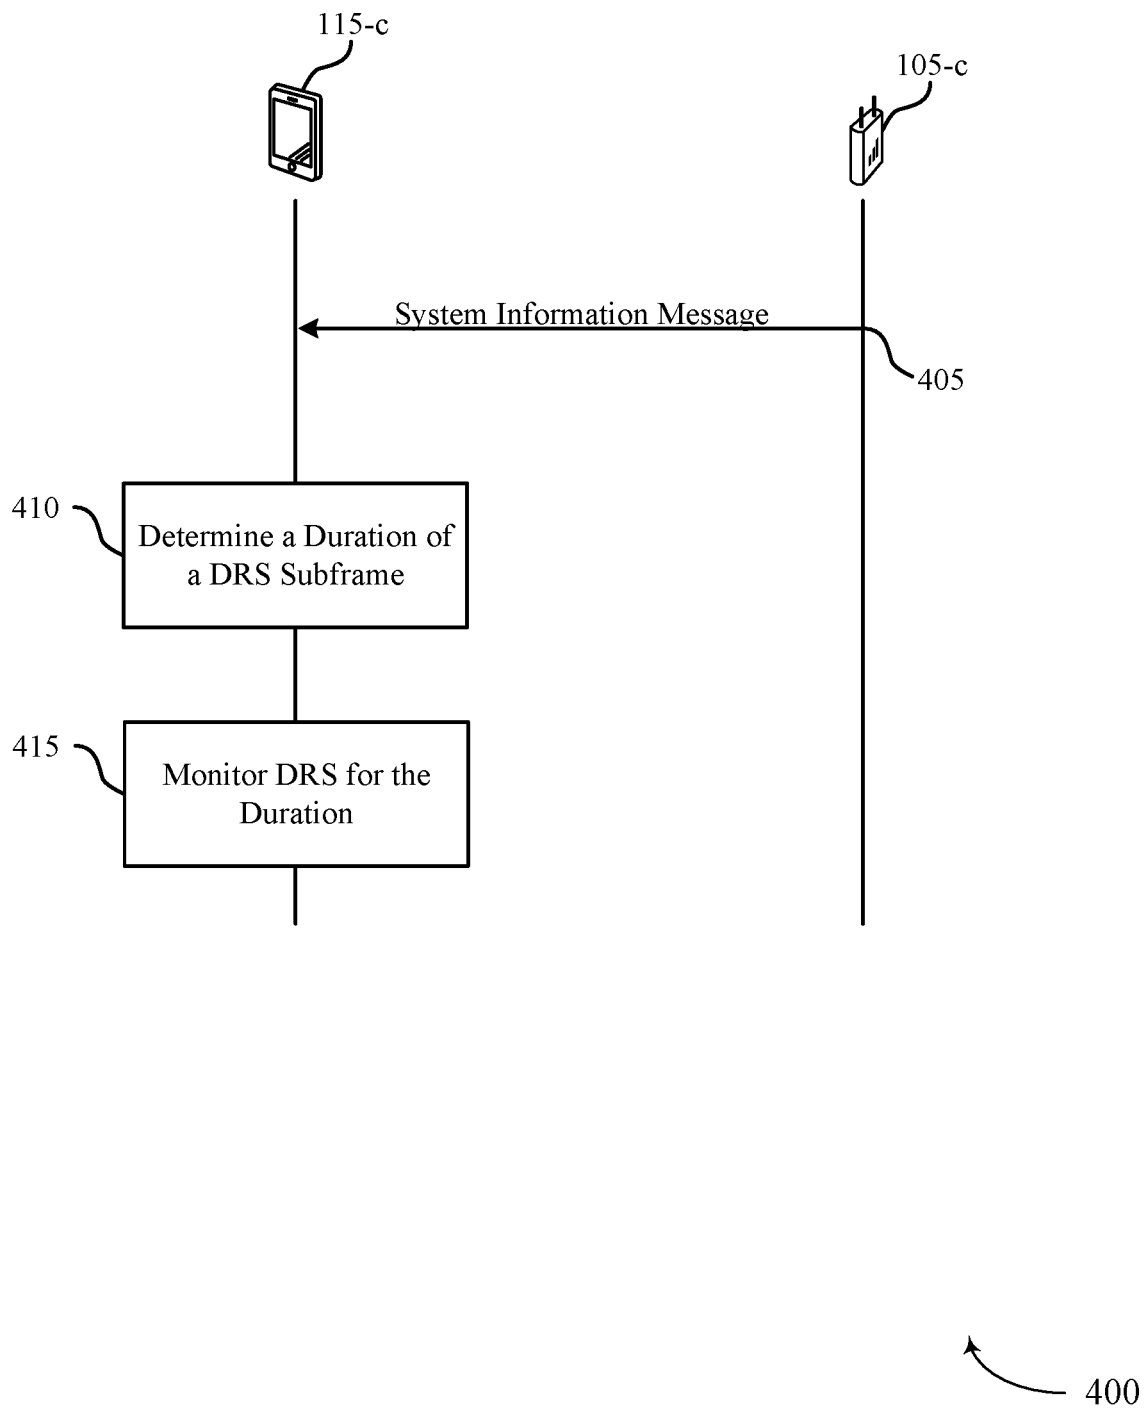 115-c
105-c
System Information Message
405
410
Determine a Duration of
a DRS Subframe
415
Monitor DRS for the
Duration
400